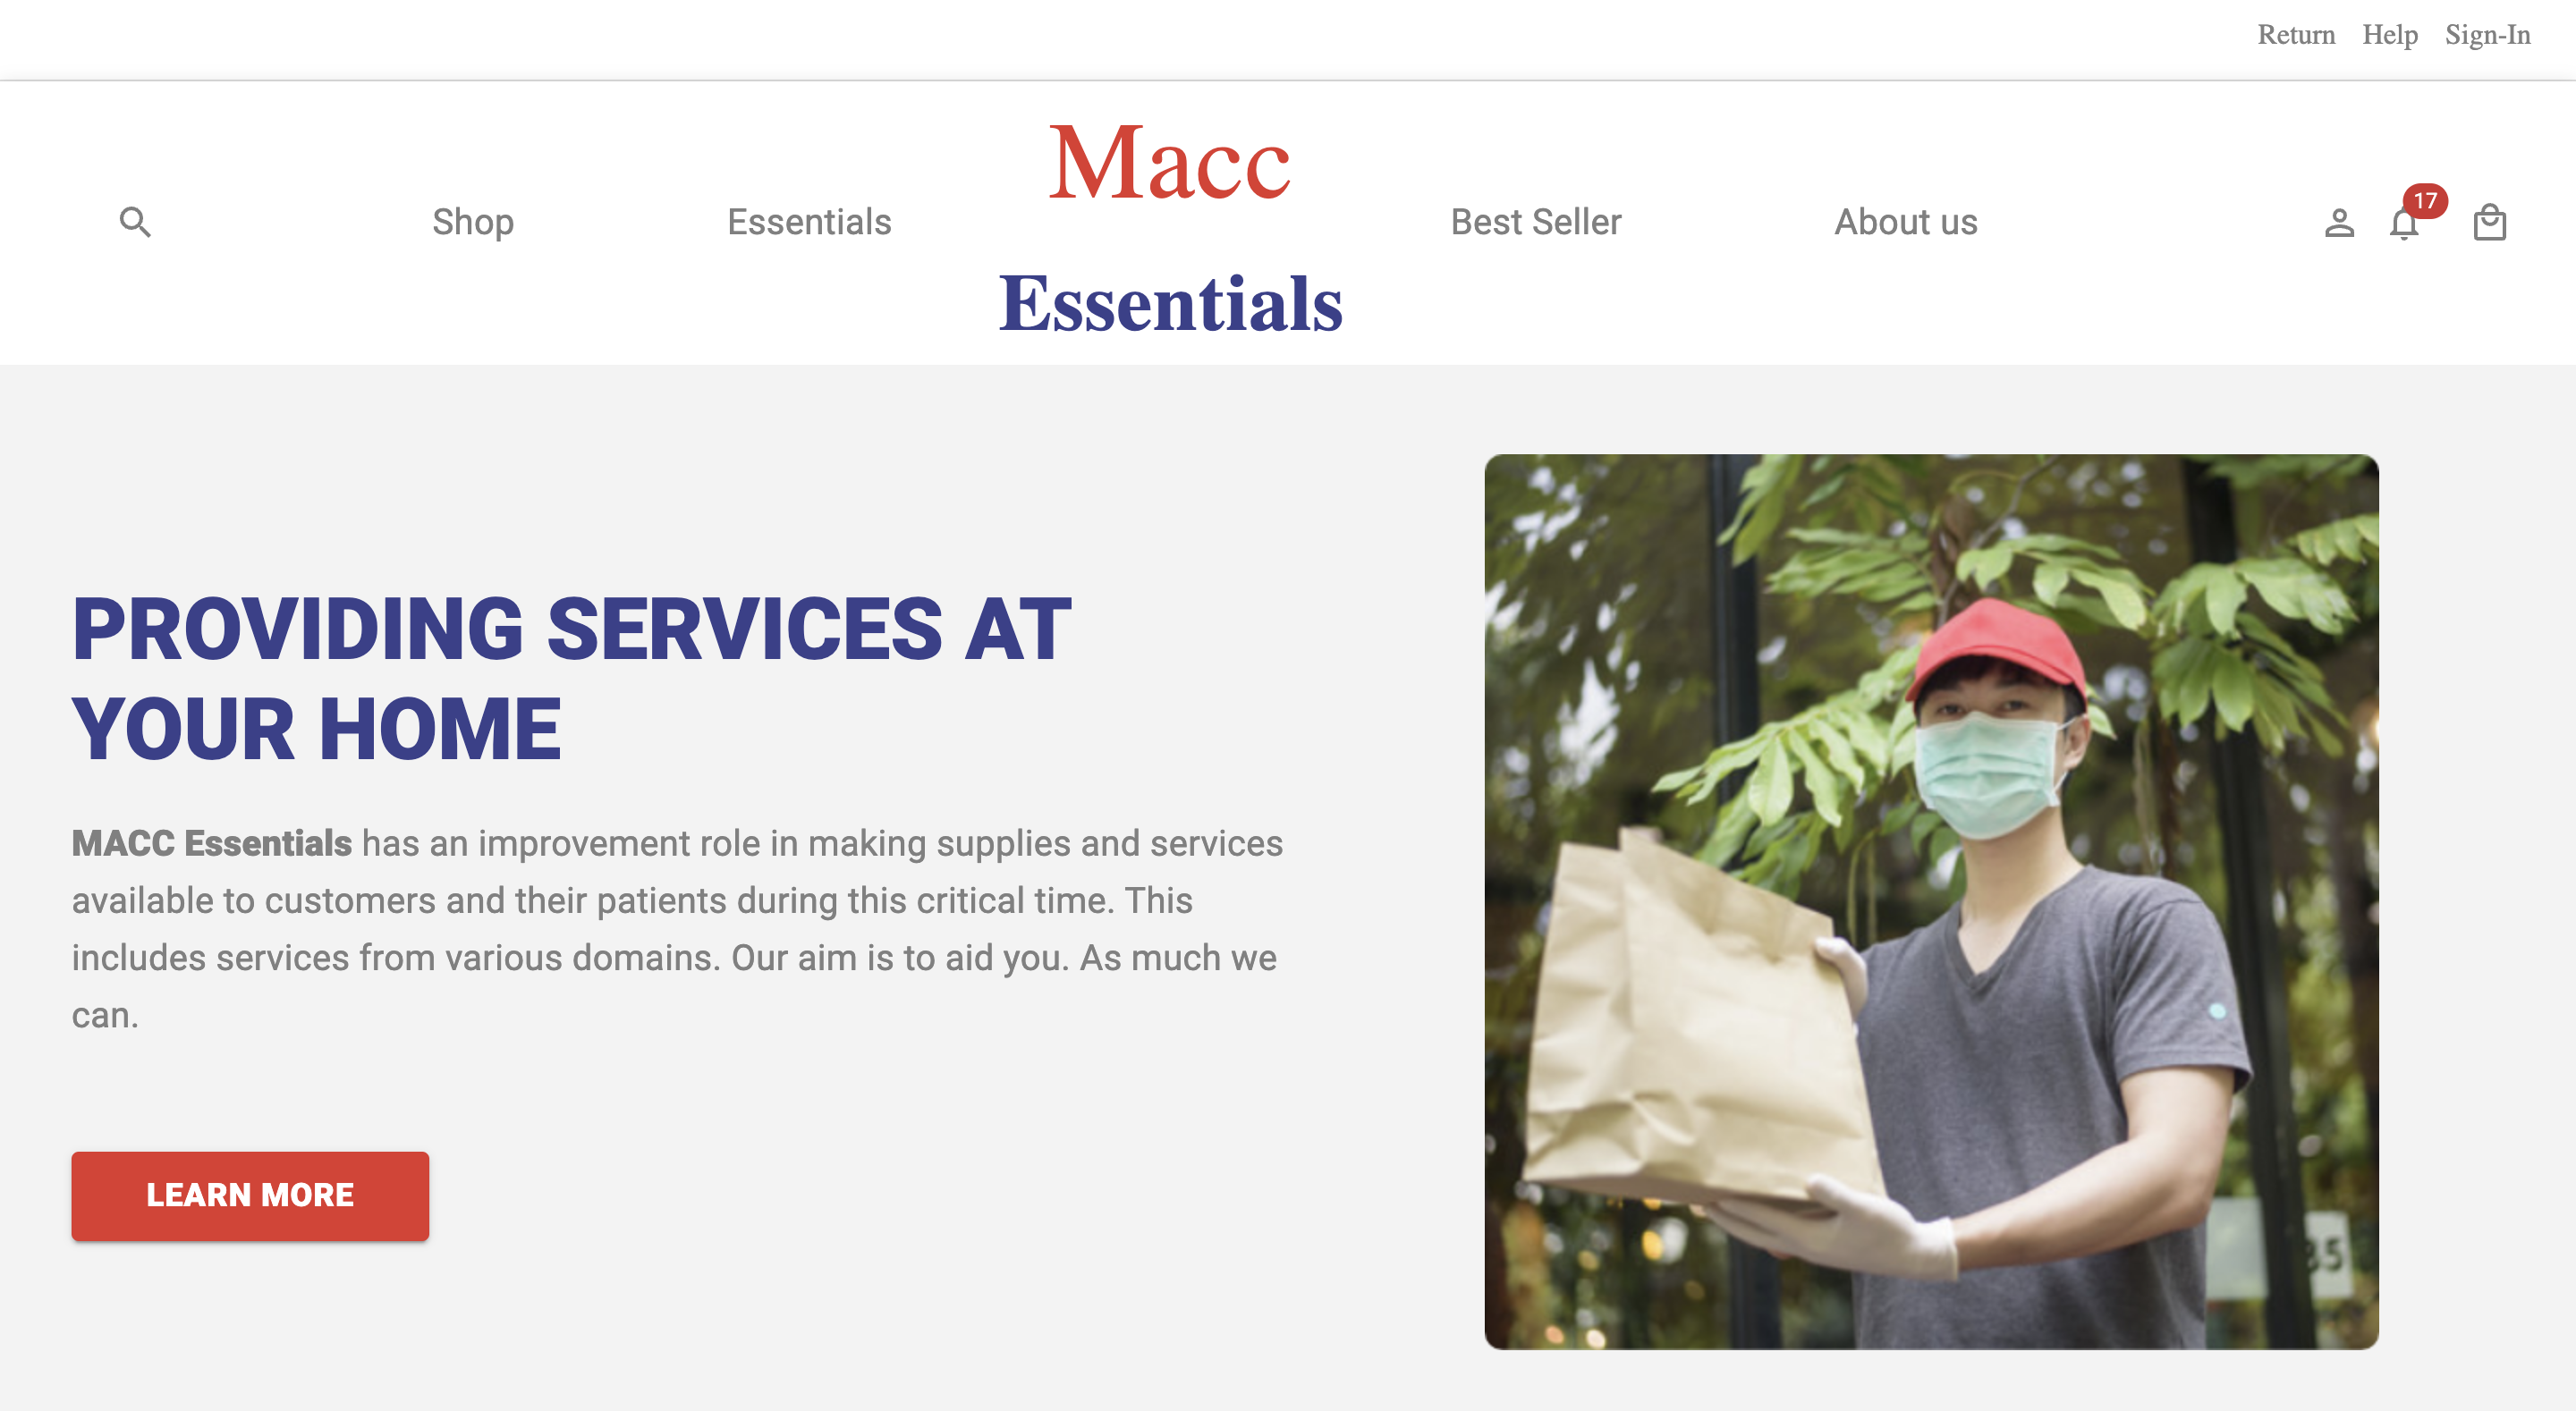 Return Help Sign-In
Macc
Shop Essentials Best Seller About us 17
Essentials
PROVIDING SERVICES AT
YOUR HOME
MACC Essentials has an improvement role in making supplies and services
available to customers and their patients during this critical time. This
includes services from various domains. Our aim is to aid you. As much we
can.
LEARN MORE